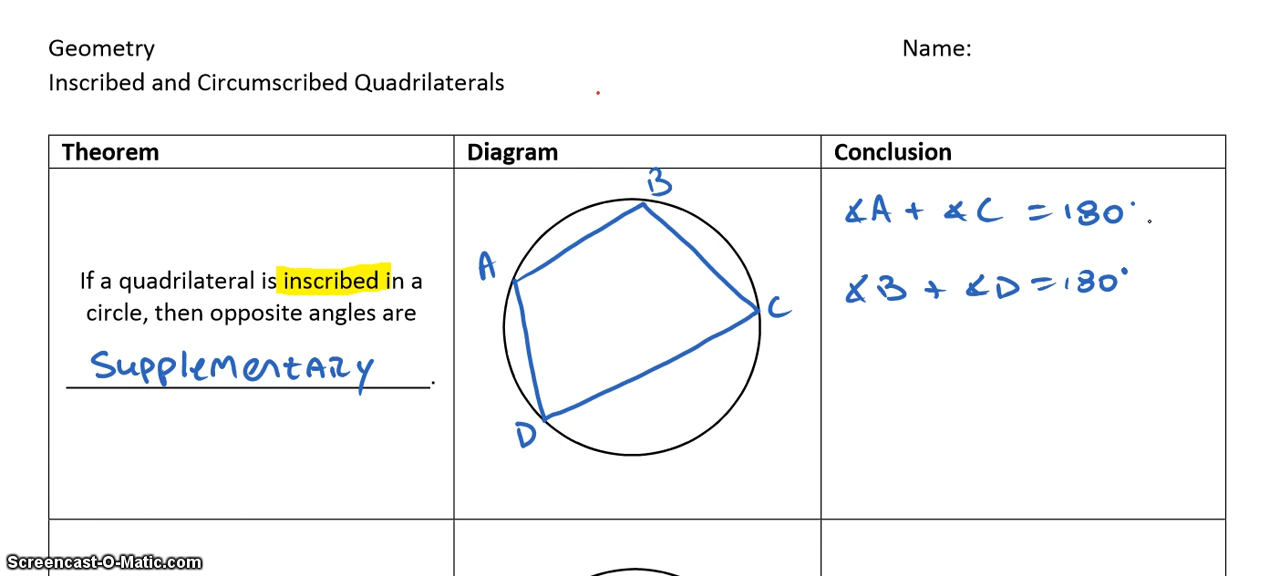 Geometry
Name:
Inscribed and Circumscribed Quadrilaterals
Theorem
Diagram
Conclusion
If a quadrilateral is inscribed in a
circle, then opposite angles are
SuppleMentARy.
B
A
C
D
∡A + ∡C = 180°.
∡B + ∡D = 180°
Screencast-O-Matic.com